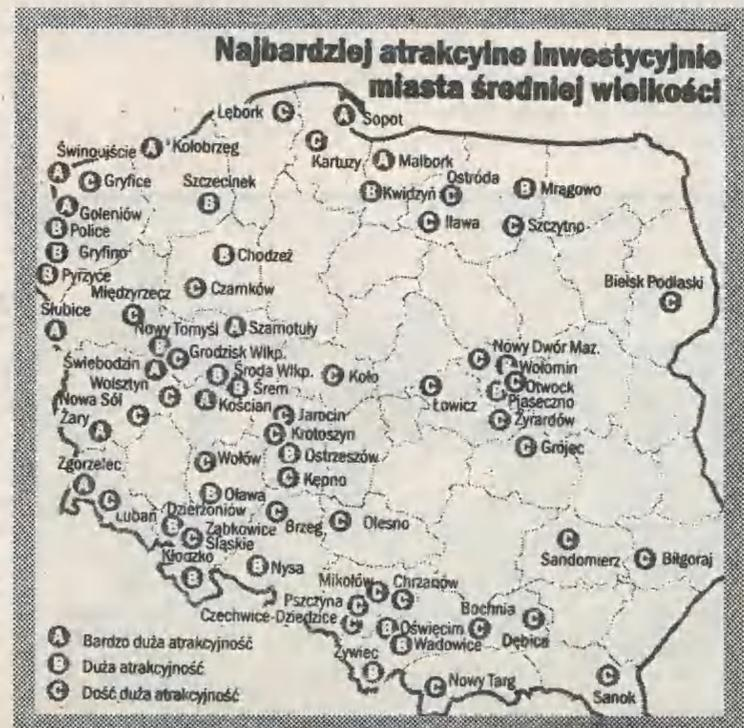 Najbardziej atrakcyjne inwestycyjnie
miasta średniej wielkości
Lębork C
A Sopot
Świnoujście A Kołobrzeg
C Kartuzy
A Malbork
A
C Gryfice
Szczecinek
B
B Kwidzyń
Ostróda
C
B Mrągowo
A Goleniów
B Police
C Iława
C Szczytno
B Gryfino
B Chodzież
B Pyrzyce
Międzyrzecz
C
C Czarnków
Bielsk Podlaski
C
Słubice
A
Nowy Tomyśl
B
A Szamotuły
Nowy Dwór Maz.
C
Świebodzin
A
C Grodzisk Wlkp.
B Wołomin
B Środa Wlkp.
C Koło
C Otwock
Wolsztyn
C
B Śrem
C Łowicz
Piaseczno
Nowa Sól
C
A Kościan
C Jarocin
C Żyrardów
Żary
A
C Krotoszyn
C Grójec
Zgorzelec
A
C Wołów
B Ostrzeszów
C Kępno
C
Lubań
B Oława
Dzierżoniów
B
C Ząbkowice
Śląskie
C
Brzeg
C Olesno
Kłodzko
B
B Nysa
C
Sandomierz
C Biłgoraj
Mikołów C
Chrzanów
C
Pszczyna C
Czechwice-Dziedzice C
B Oświęcim
Bochnia
C
C
Dębica
B Wadowice
Żywiec
B
C Nowy Targ
C
Sanok
A Bardzo duża atrakcyjność
B Duża atrakcyjność
C Dość duża atrakcyjność